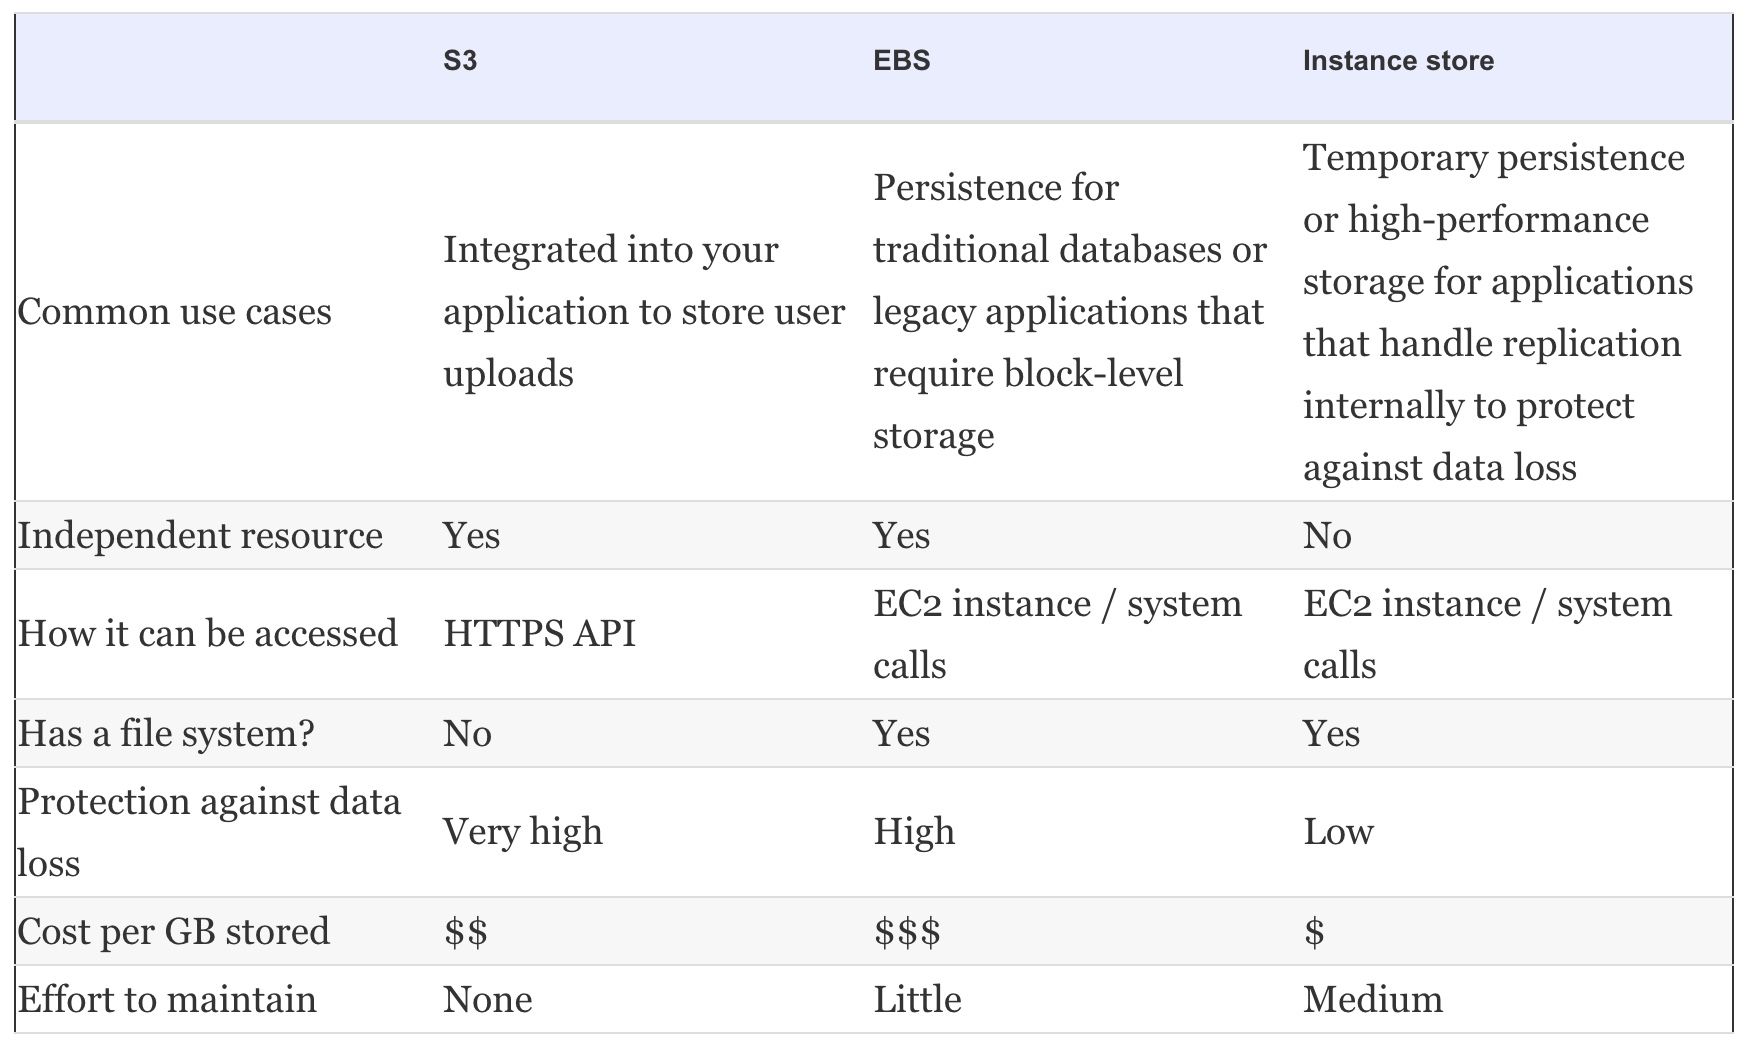 S3 EBS Instance store
Common use cases
Integrated into your
application to store user
uploads
Persistence for
traditional databases or
legacy applications that
require block-level
storage
Temporary persistence
or high-performance
storage for applications
that handle replication
internally to protect
against data loss
Independent resource Yes Yes No
How it can be accessed
HTTPS API
EC2 instance / system
calls
EC2 instance / system
calls
Has a file system? No Yes Yes
Protection against data
loss
Very high
High
Low
Cost per GB stored $$ $$$ $
Effort to maintain None Little Medium